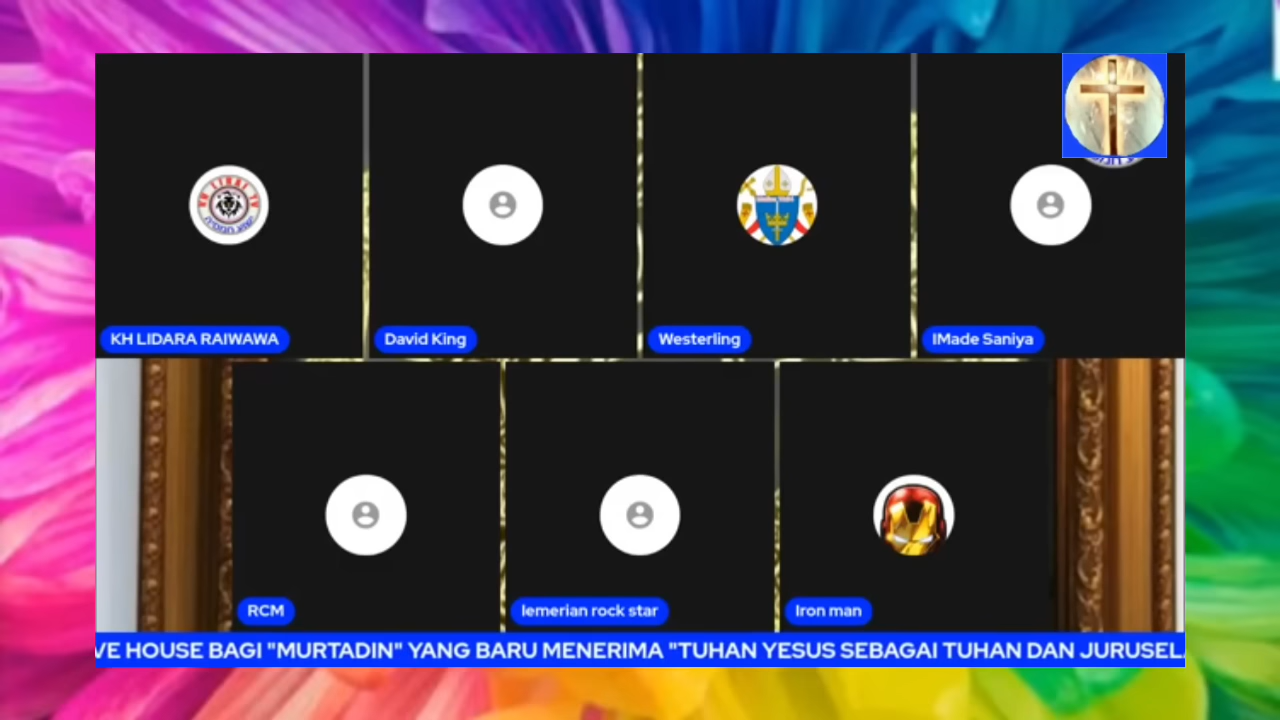 KH LIDARA RAIWAWA
David King
Westerling
IMade Saniya
RCM
lemerian rock star
Iron man
VE HOUSE BAGI "MURTADIN" YANG BARU MENERIMA "TUHAN YESUS SEBAGAI TUHAN DAN JURUSEL